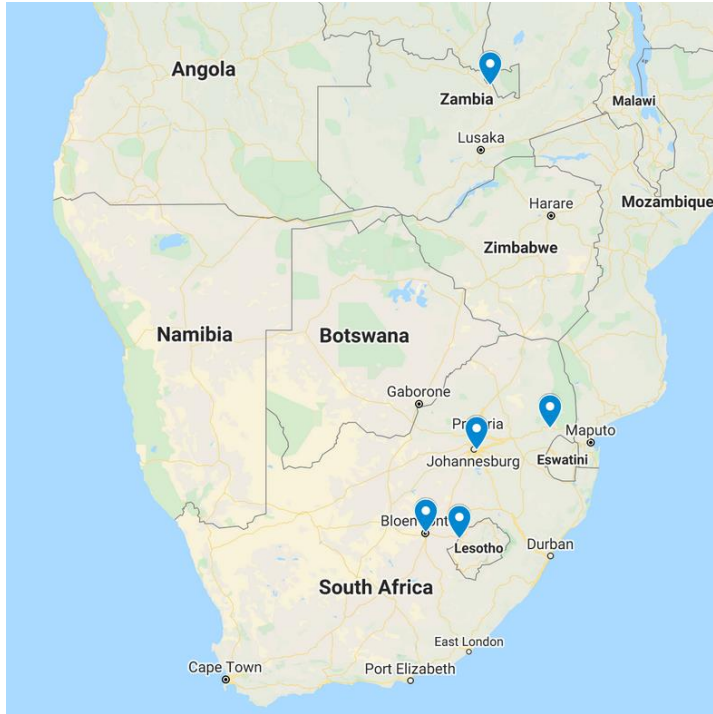 Angola
Zambia
Malawi
Lusaka
Mozambique
Harare
Zimbabwe
Namibia
Botswana
Gaborone
Maputo
Johannesburg
Eswatini
Lesotho
Durban
South Africa
East London
Cape Town
Port Elizabeth